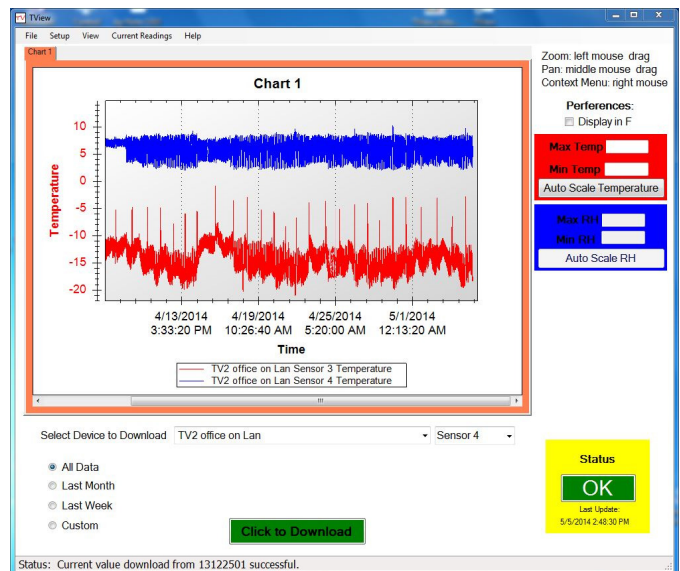 TView
File Setup View Current Readings Help
Chart 1
Zoom: left mouse drag
Pan: middle mouse drag
Context Menu: right mouse
Perferences:
Display in F
Max Temp
Min Temp
Auto Scale Temperature
Max RH
Min RH
Auto Scale RH
Chart 1
Temperature
10
5
0
-5
-10
-15
-20
4/13/2014 4/19/2014 4/25/2014 5/1/2014
3:33:20 PM 10:26:40 AM 5:20:00 AM 12:13:20 AM
Time
TV2 office on Lan Sensor 3 Temperature
TV2 office on Lan Sensor 4 Temperature
Select Device to Download TV2 office on Lan Sensor 4
All Data
Last Month
Last Week
Custom
Click to Download
Status
OK
Last Update:
5/5/2014 2:48:30 PM
Status: Current value download from 13122501 successful.